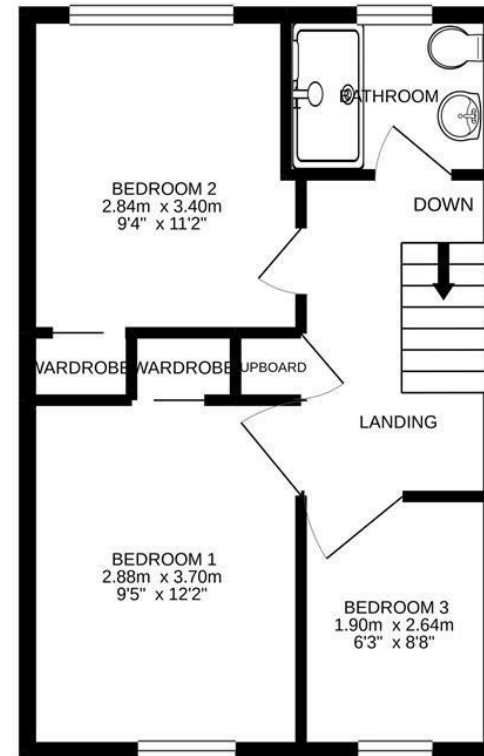 BATHROOM
BEDROOM 2
2.84m x 3.40m
9'4" x 11'2"
DOWN
WARDROBE
WARDROBE
UPBOARD
LANDING
BEDROOM 1
2.88m x 3.70m
9'5" x 12'2"
BEDROOM 3
1.90m x 2.64m
6'3" x 8'8"